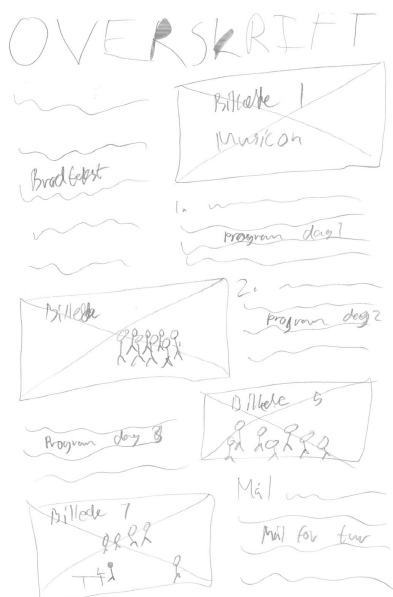 OVERSKRIFT
Billede 1
Musicon
Brødtekst
1.
Program dag 1
2.
Program dag 2
Billede
Billede 5
Program dag 3
Mål
Billede 7
Mål for tur